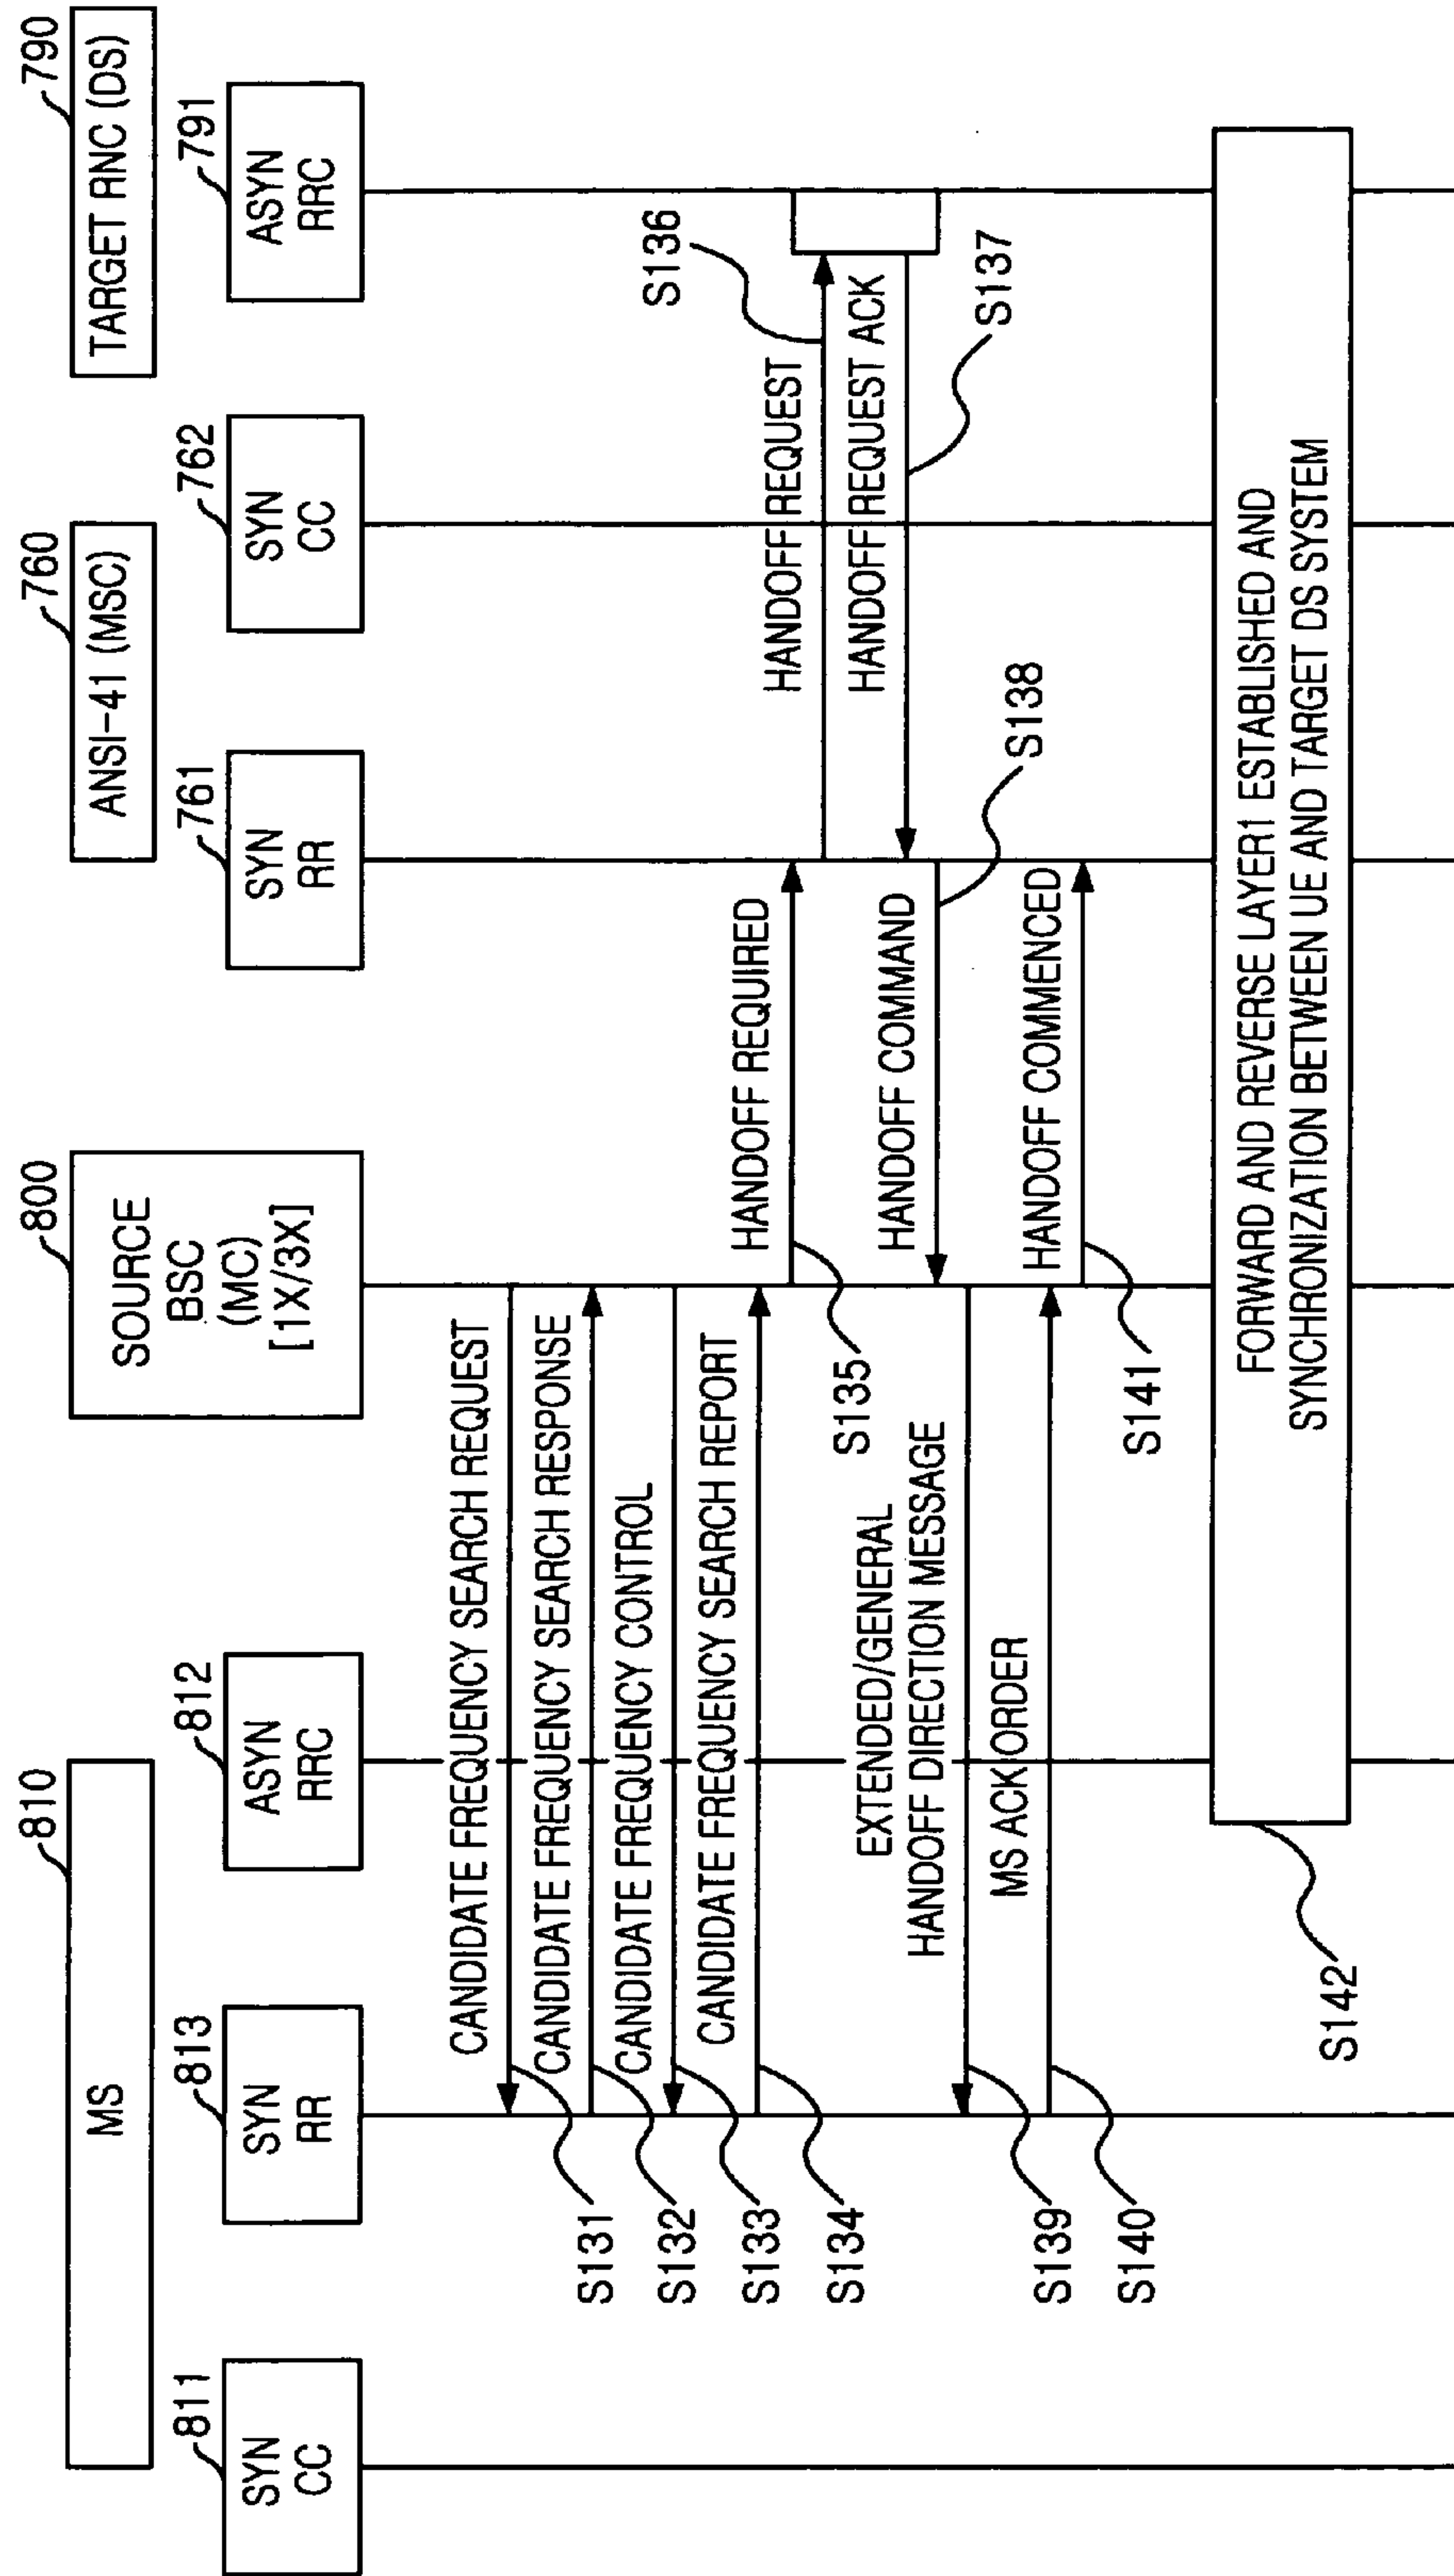 810
MS
811
SYN
CC
813
SYN
RR
812
ASYN
RRC
800
SOURCE
BSC
(MC)
[1X/3X]
760
ANSI-41 (MSC)
761
SYN
RR
762
SYN
CC
790
TARGET RNC (DS)
791
ASYN
RRC
CANDIDATE FREQUENCY SEARCH REQUEST
S131
CANDIDATE FREQUENCY SEARCH RESPONSE
S132
CANDIDATE FREQUENCY CONTROL
S133
CANDIDATE FREQUENCY SEARCH REPORT
S134
HANDOFF REQUIRED
S135
HANDOFF REQUEST
S136
HANDOFF REQUEST ACK
S137
HANDOFF COMMAND
S138
EXTENDED/GENERAL
HANDOFF DIRECTION MESSAGE
S139
MS ACK ORDER
S140
HANDOFF COMMENCED
S141
FORWARD AND REVERSE LAYER1 ESTABLISHED AND
SYNCHRONIZATION BETWEEN UE AND TARGET DS SYSTEM
S142